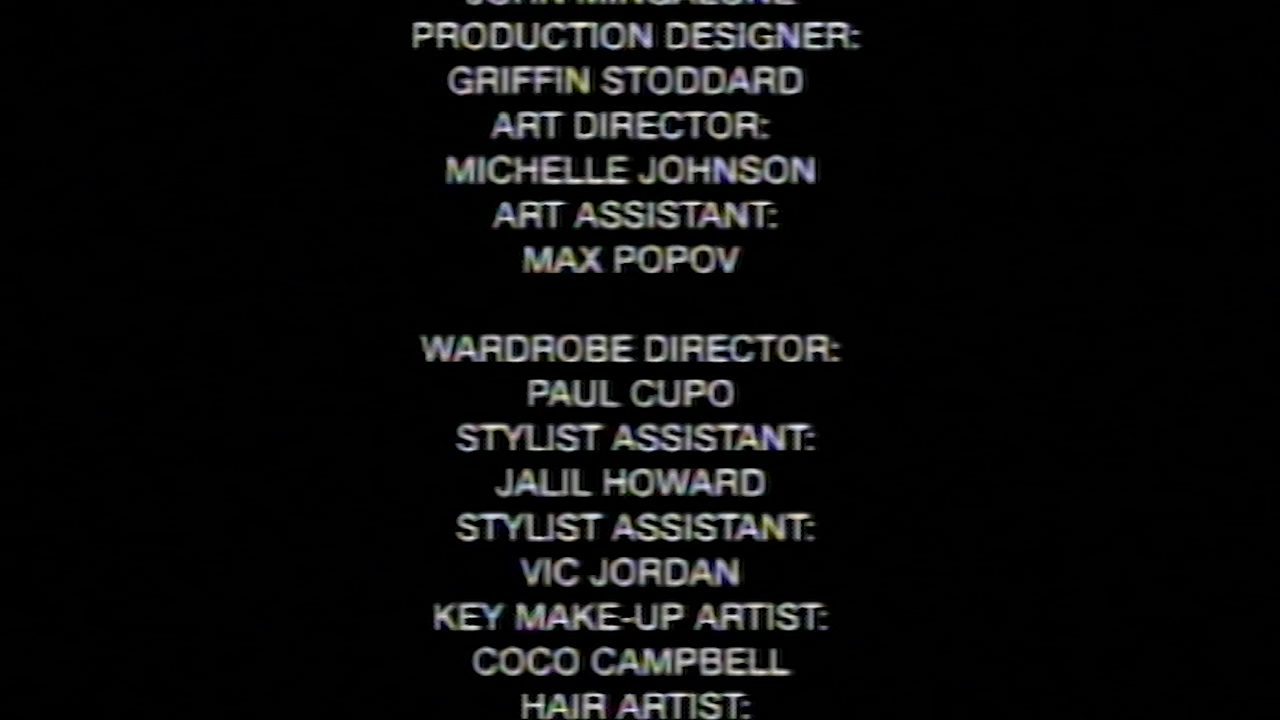 PRODUCTION DESIGNER:
GRIFFIN STODDARD
ART DIRECTOR:
MICHELLE JOHNSON
ART ASSISTANT:
MAX POPOV
WARDROBE DIRECTOR:
PAUL CUPO
STYLIST ASSISTANT:
JALIL HOWARD
STYLIST ASSISTANT:
VIC JORDAN
KEY MAKE-UP ARTIST:
COCO CAMPBELL
HAIR ARTIST: